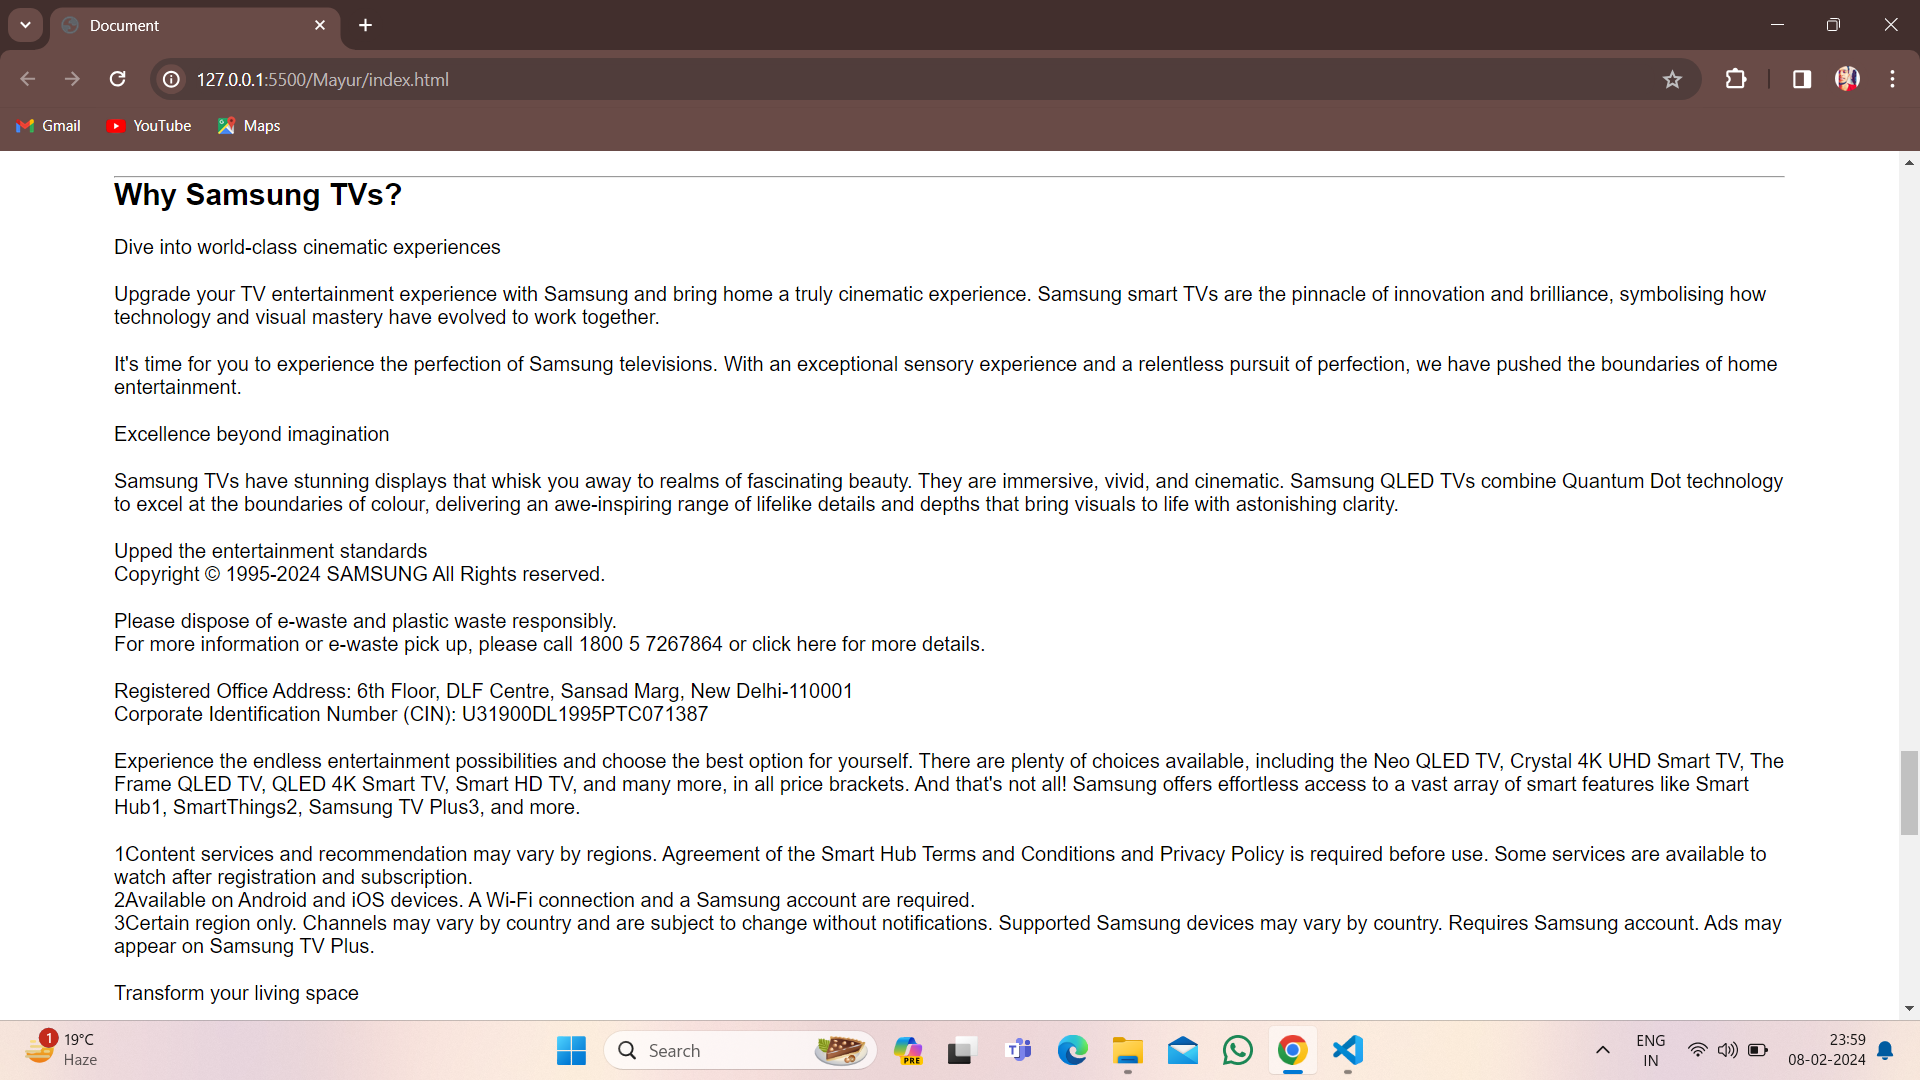 Document
127.0.0.1:5500/Mayur/index.html
Gmail
YouTube
Maps
Why Samsung TVs?
Dive into world-class cinematic experiences
Upgrade your TV entertainment experience with Samsung and bring home a truly cinematic experience. Samsung smart TVs are the pinnacle of innovation and brilliance, symbolising how
technology and visual mastery have evolved to work together.
It's time for you to experience the perfection of Samsung televisions. With an exceptional sensory experience and a relentless pursuit of perfection, we have pushed the boundaries of home
entertainment.
Excellence beyond imagination
Samsung TVs have stunning displays that whisk you away to realms of fascinating beauty. They are immersive, vivid, and cinematic. Samsung QLED TVs combine Quantum Dot technology
to excel at the boundaries of colour, delivering an awe-inspiring range of lifelike details and depths that bring visuals to life with astonishing clarity.
Upped the entertainment standards
Copyright © 1995-2024 SAMSUNG All Rights reserved.
Please dispose of e-waste and plastic waste responsibly.
For more information or e-waste pick up, please call 1800 5 7267864 or click here for more details.
Registered Office Address: 6th Floor, DLF Centre, Sansad Marg, New Delhi-110001
Corporate Identification Number (CIN): U31900DL1995PTC071387
Experience the endless entertainment possibilities and choose the best option for yourself. There are plenty of choices available, including the Neo QLED TV, Crystal 4K UHD Smart TV, The
Frame QLED TV, QLED 4K Smart TV, Smart HD TV, and many more, in all price brackets. And that's not all! Samsung offers effortless access to a vast array of smart features like Smart
Hub1, SmartThings2, Samsung TV Plus3, and more.
1Content services and recommendation may vary by regions. Agreement of the Smart Hub Terms and Conditions and Privacy Policy is required before use. Some services are available to
watch after registration and subscription.
2Available on Android and iOS devices. A Wi-Fi connection and a Samsung account are required.
3Certain region only. Channels may vary by country and are subject to change without notifications. Supported Samsung devices may vary by country. Requires Samsung account. Ads may
appear on Samsung TV Plus.
Transform your living space
1
19°C
Haze
Search
PRE
ENG
IN
23:59
08-02-2024